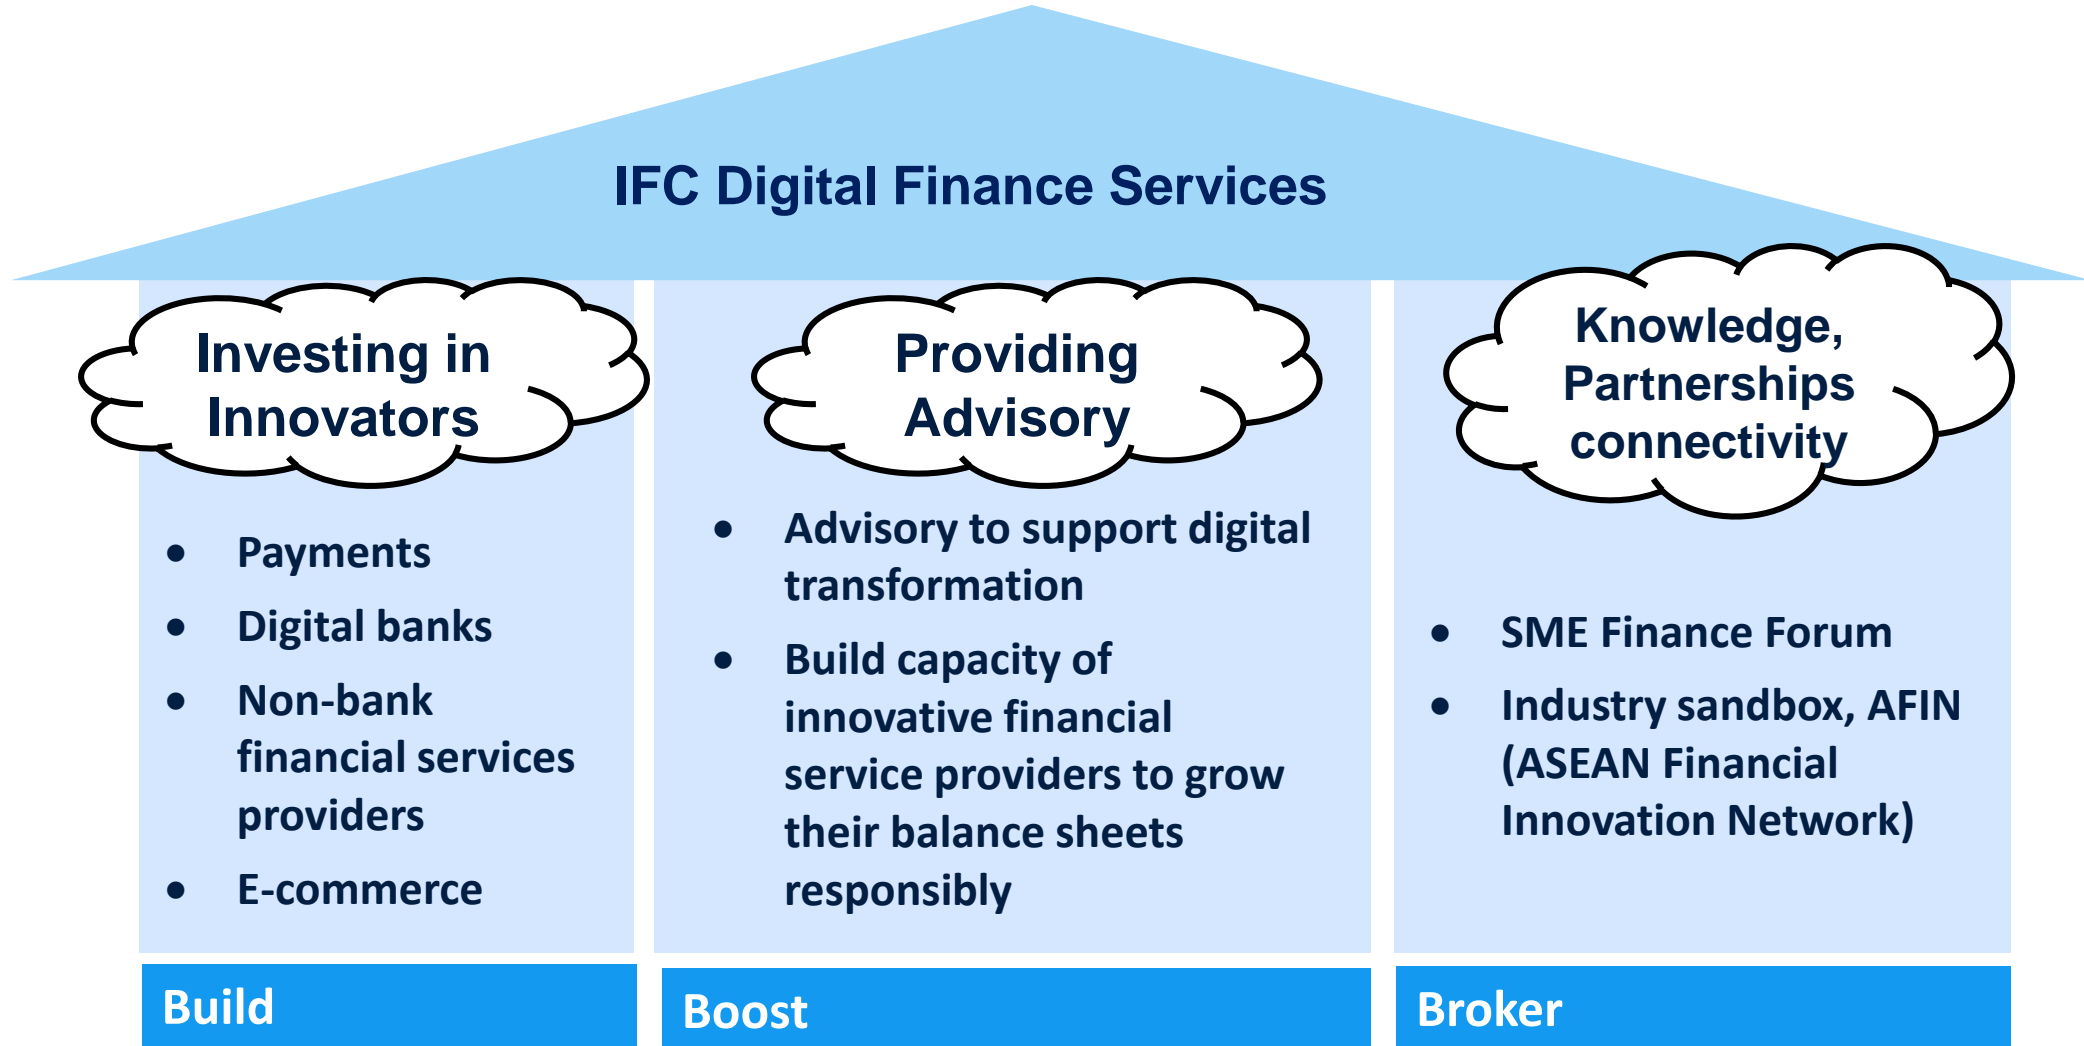 IFC Digital Finance Services
Investing in
Innovators
● Payments
● Digital banks
● Non-bank
financial services
providers
● E-commerce
Build
Providing
Advisory
● Advisory to support digital
transformation
● Build capacity of
innovative financial
service providers to grow
their balance sheets
responsibly
Boost
Knowledge,
Partnerships
connectivity
● SME Finance Forum
● Industry sandbox, AFIN
(ASEAN Financial
Innovation Network)
Broker